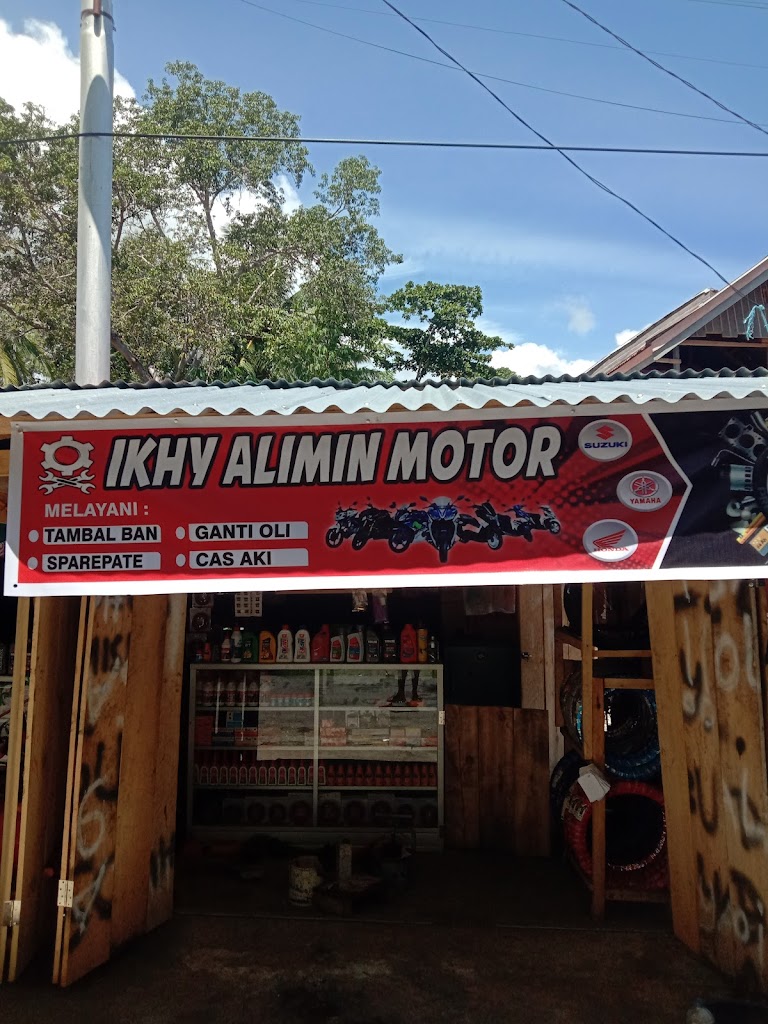 IKHY ALIMIN MOTOR
MELAYANI :
TAMBAL BAN
GANTI OLI
SPAREPATE
CAS AKI
SUZUKI
YAMAHA
HONDA